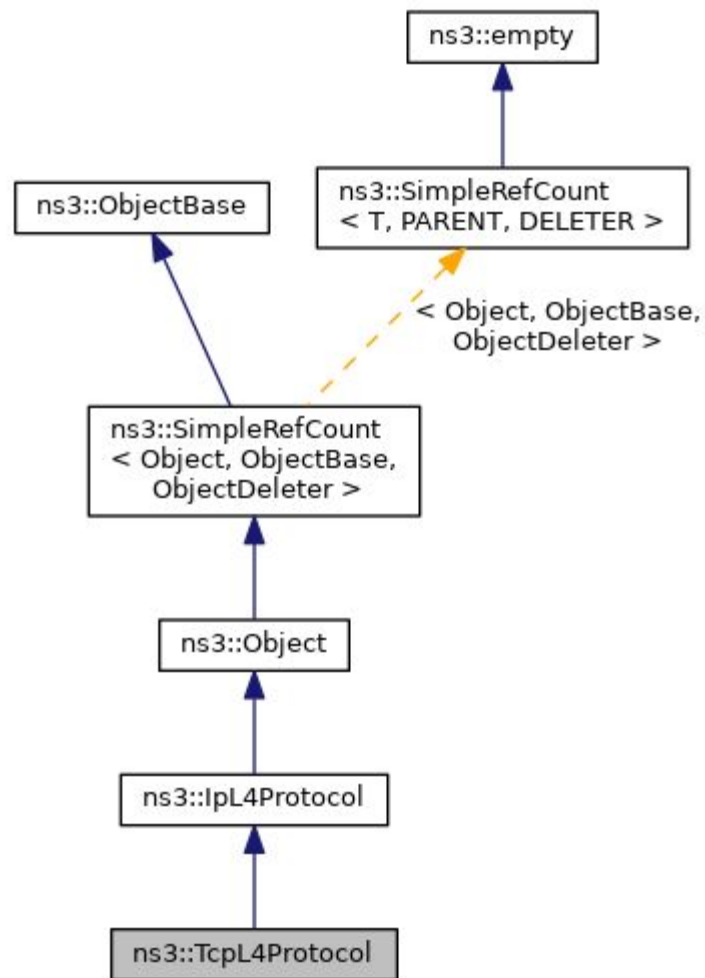 ns3::empty
ns3::SimpleRefCount
< T, PARENT, DELETER >
ns3::ObjectBase
< Object, ObjectBase,
ObjectDeleter >
ns3::SimpleRefCount
< Object, ObjectBase,
ObjectDeleter >
ns3::Object
ns3::IpL4Protocol
ns3::TcpL4Protocol